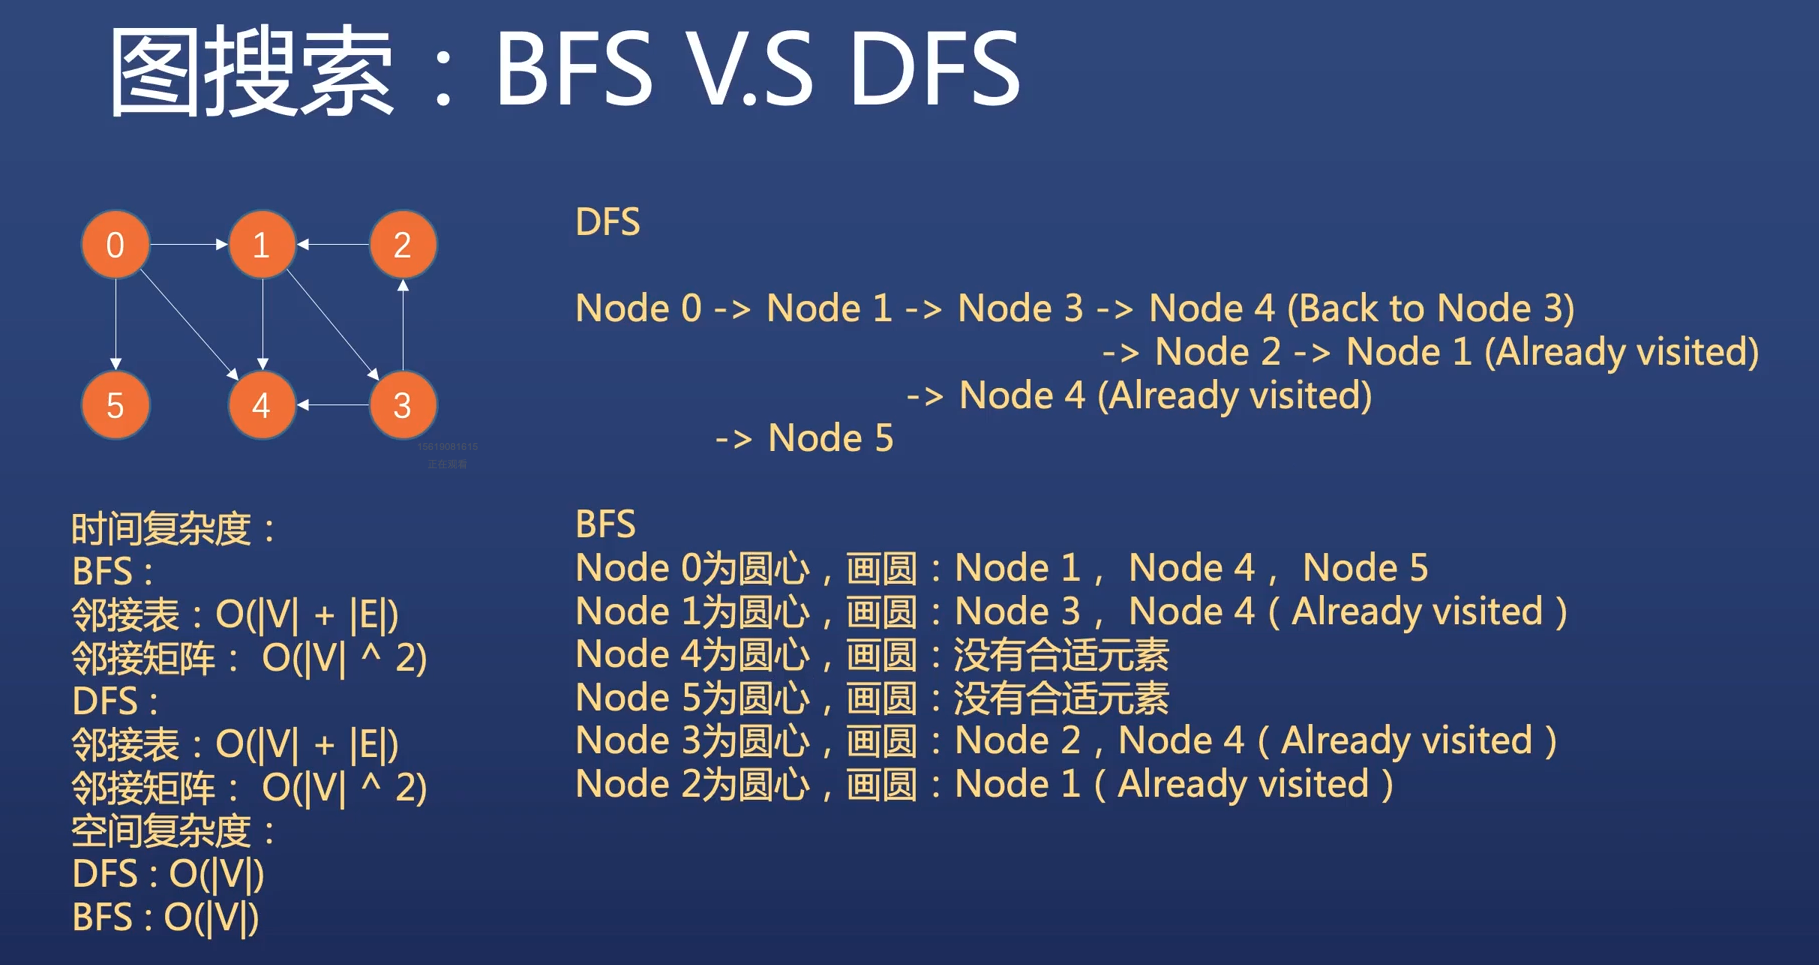 图搜索：BFS V.S DFS
0
1
2
5
4
3
15619081615
正在观看
DFS
Node 0 -> Node 1 -> Node 3 -> Node 4 (Back to Node 3)
-> Node 2 -> Node 1 (Already visited)
-> Node 4 (Already visited)
-> Node 5
时间复杂度：
BFS：
邻接表：O(|V| + |E|)
邻接矩阵： O(|V| ^ 2)
DFS：
邻接表：O(|V| + |E|)
邻接矩阵： O(|V| ^ 2)
空间复杂度：
DFS：O(|V|)
BFS：O(|V|)
BFS
Node 0为圆心，画圆：Node 1， Node 4， Node 5
Node 1为圆心，画圆：Node 3， Node 4（Already visited）
Node 4为圆心，画圆：没有合适元素
Node 5为圆心，画圆：没有合适元素
Node 3为圆心，画圆：Node 2，Node 4（Already visited）
Node 2为圆心，画圆：Node 1（Already visited）